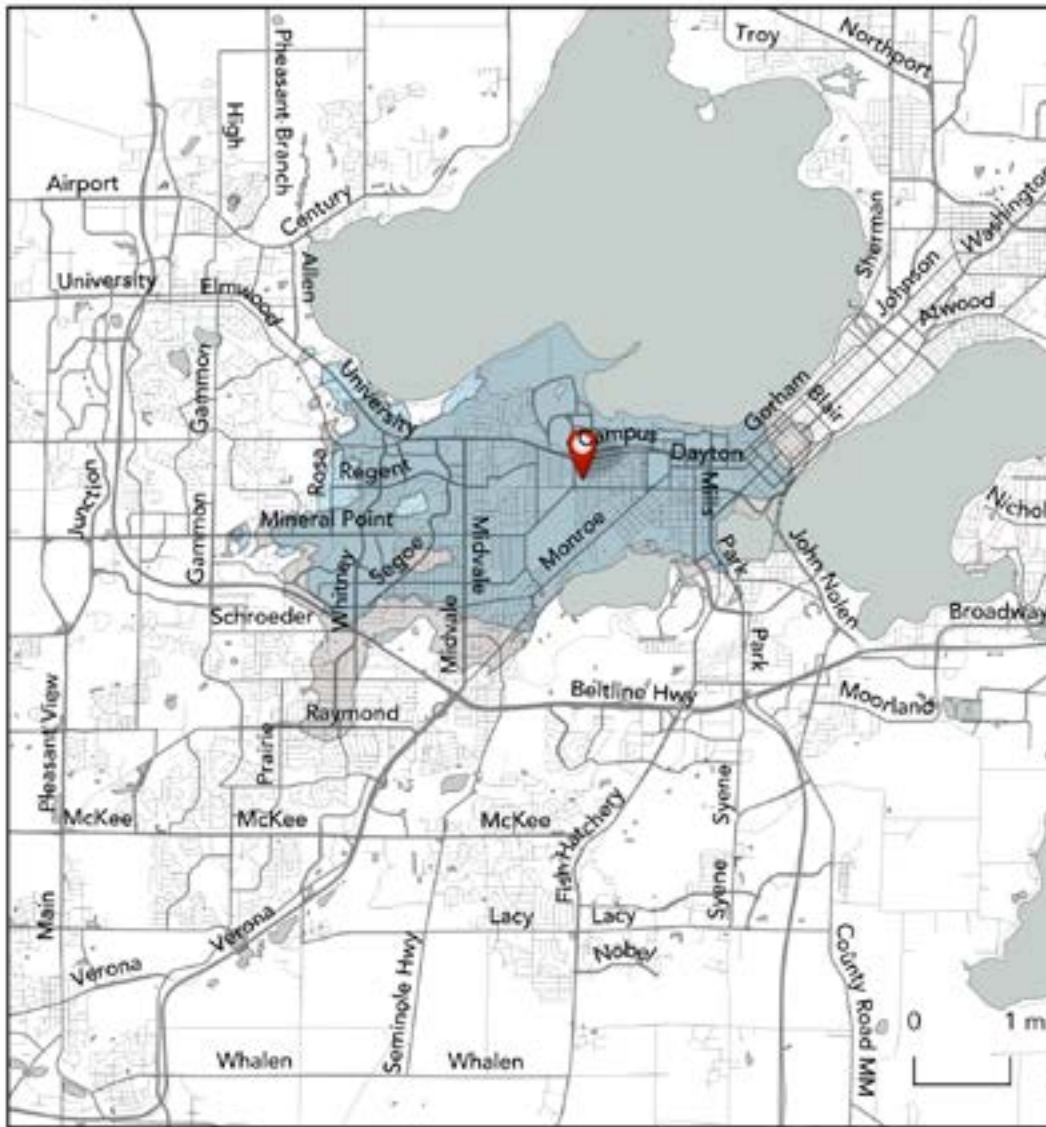 Troy
Northport
High
Pheasant Branch
Airport
Century
Sherman
Washington
Johnson
Allen
University
Elmwood
Atwood
Gammon
University
Gorham
Blair
Campus
Dayton
Rosa
Regent
Mills
Junction
Mineral Point
Gammon
Whitney
Segoe
Midvale
Monroe
Park
John Nolen
Nichol
Schroeder
Midvale
Park
Broadway
Beltline Hwy
Moorland
Raymond
Pleasant View
Prairie
Syene
McKee
McKee
McKee
Fish Hatchery
Main
Verona
Lacy
Lacy
Syene
Verona
Seminole Hwy
Nobel
County Road MM
0
1 m
Whalen
Whalen